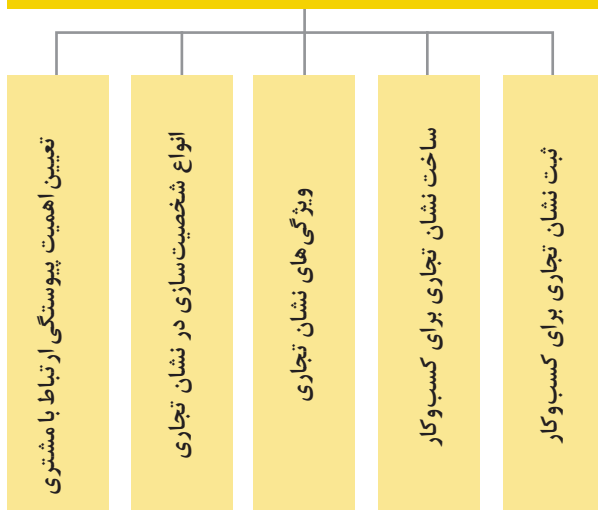 ثبت نشان تجاری برای کسب‌وکار
ساخت نشان تجاری برای کسب‌وکار
ویژگی‌های نشان تجاری
انواع شخصیت‌سازی در نشان تجاری
تعیین اهمیت پیوستگی ارتباط با مشتری